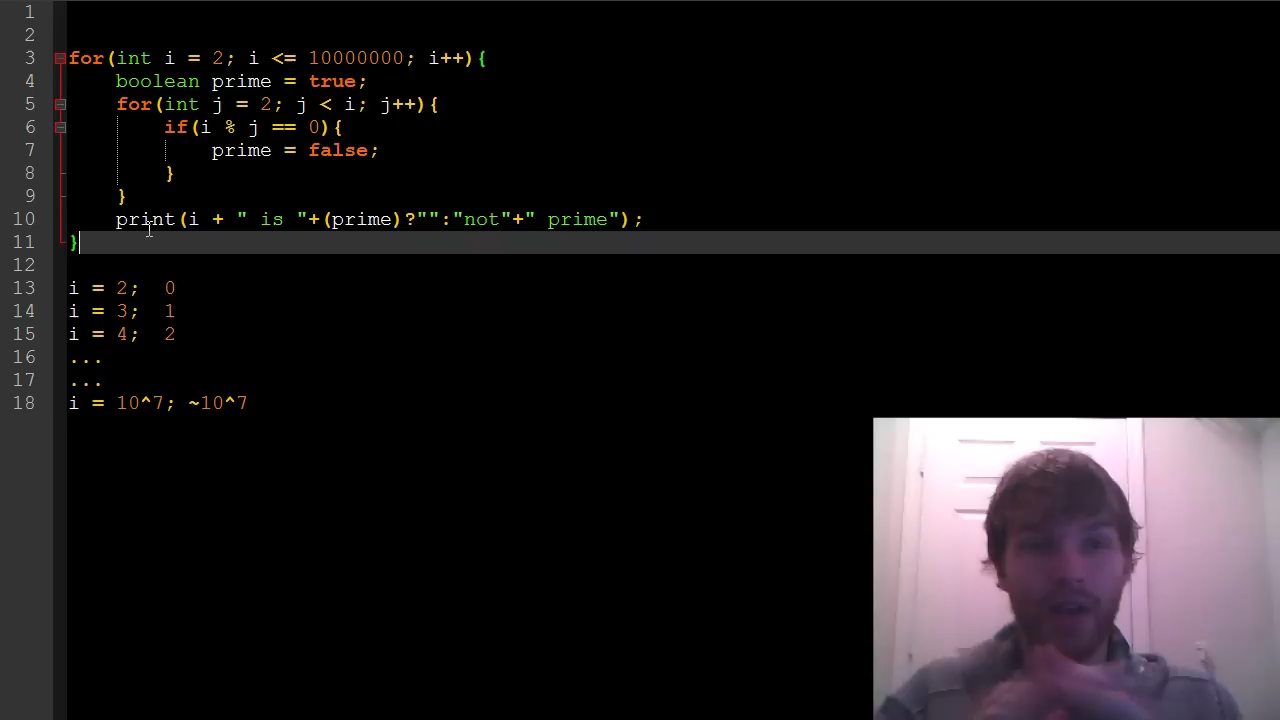 1
2
3 for(int i = 2; i <= 10000000; i++){
4 boolean prime = true;
5 for(int j = 2; j < i; j++){
6 if(i % j == 0){
7 prime = false;
8 }
9 }
10 print(i + " is "+(prime)?"":"not"+" prime");
11 }
12
13 i = 2; 0
14 i = 3; 1
15 i = 4; 2
16 ...
17 ...
18 i = 10^7; ~10^7